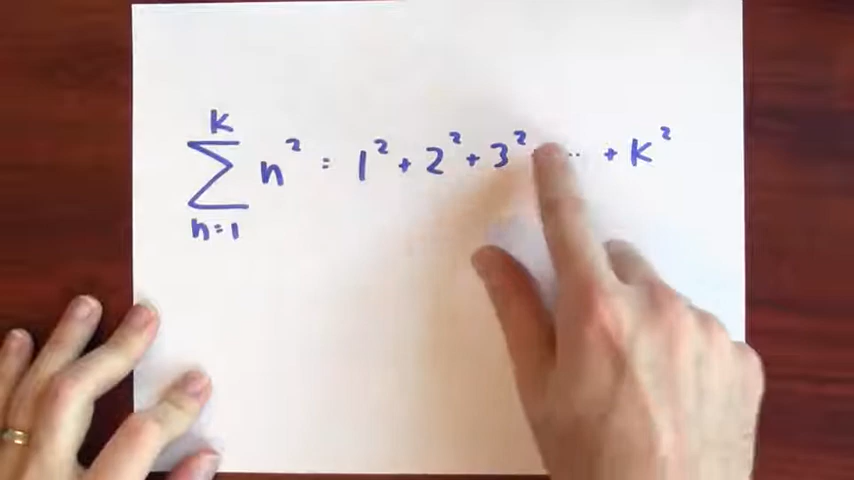 K
Σ n² = 1² + 2² + 3² ... + K²
n=1